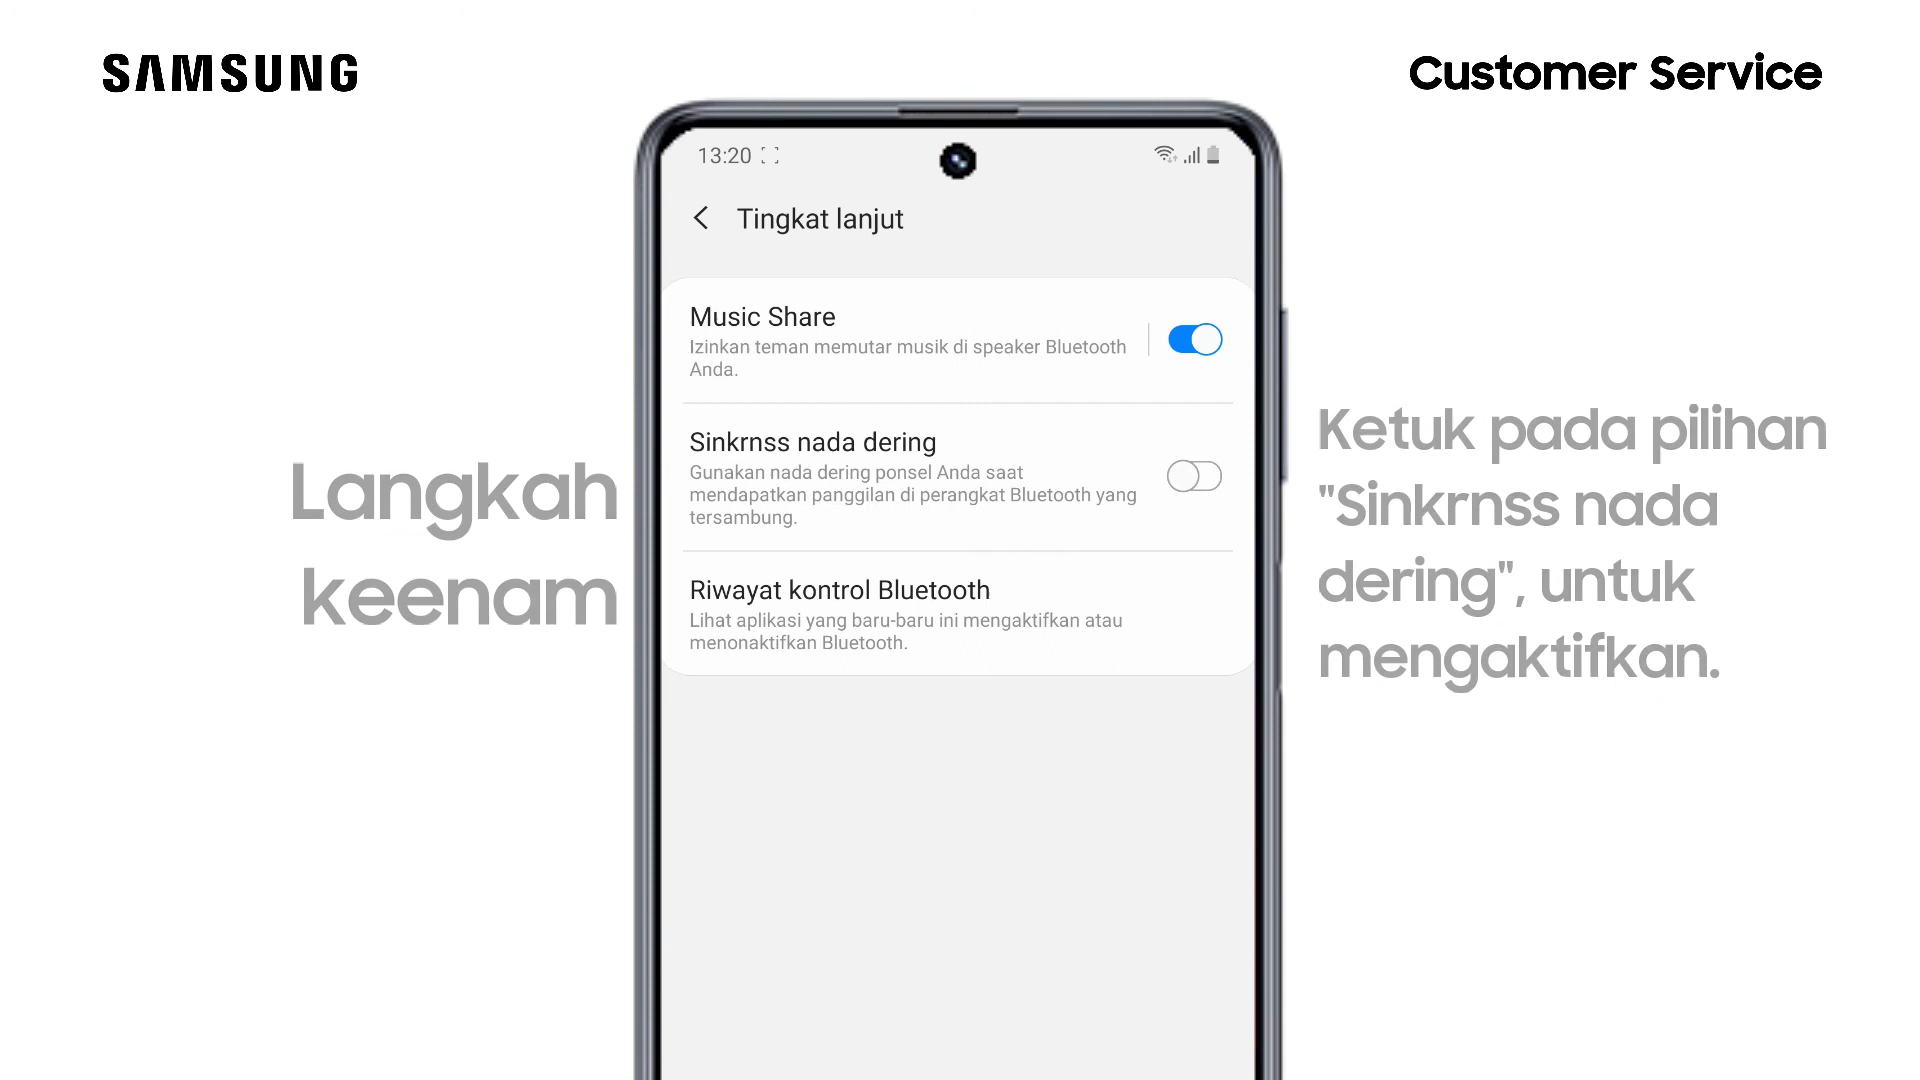 SAMSUNG
Customer Service
13:20
Tingkat lanjut
Music Share
Izinkan teman memutar musik di speaker Bluetooth
Anda.
Sinkrnss nada dering
Gunakan nada dering ponsel Anda saat
mendapatkan panggilan di perangkat Bluetooth yang
tersambung.
Riwayat kontrol Bluetooth
Lihat aplikasi yang baru-baru ini mengaktifkan atau
menonaktifkan Bluetooth.
Langkah
keenam
Ketuk pada pilihan
"Sinkrnss nada
dering", untuk
mengaktifkan.